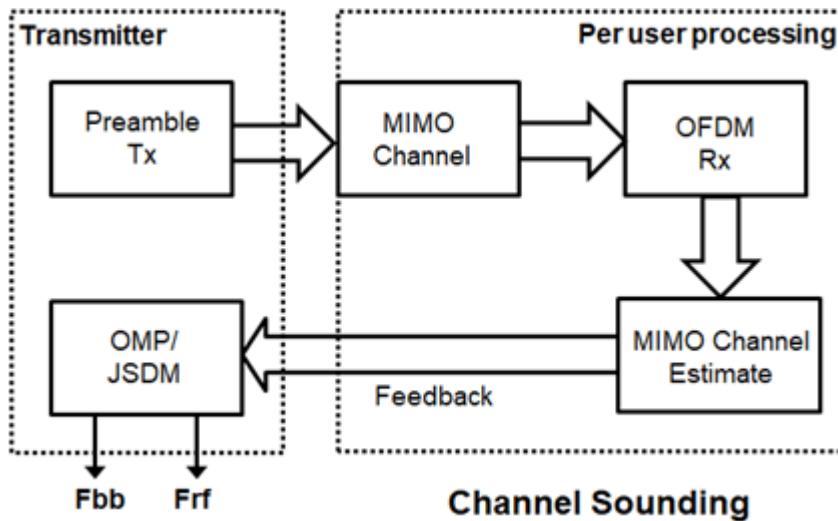 Transmitter
Per user processing
Preamble
Tx
MIMO
Channel
OFDM
Rx
OMP/
JSDM
Feedback
MIMO Channel
Estimate
Fbb
Frf
Channel Sounding